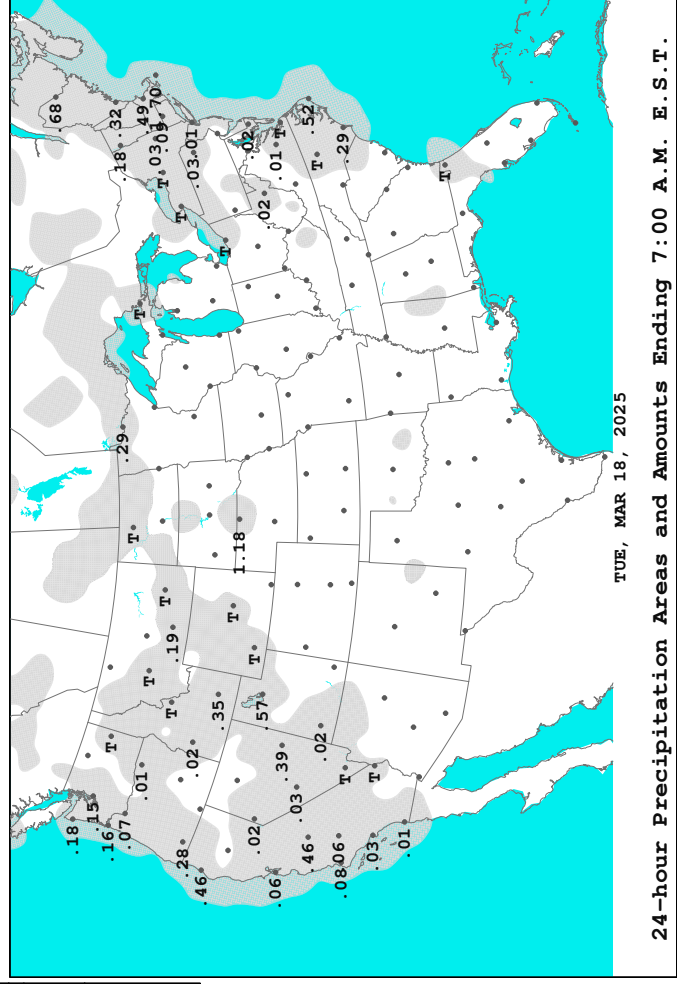 .68
.18
.15
.16
T
.32
.18
.07
.29
T
T
.01
.49
T
.03
.70
.09
T
T
.19
T
T
.28
.02
.03
.01
.46
.35
T
T
1.18
.02
.02
T
.57
.02
.06
.01
T
.39
.03
.46
.52
T
.02
.08
.06
.29
T
.03
T
.01
T
TUE, MAR 18, 2025
24-hour Precipitation Areas and Amounts Ending 7:00 A.M. E.S.T.